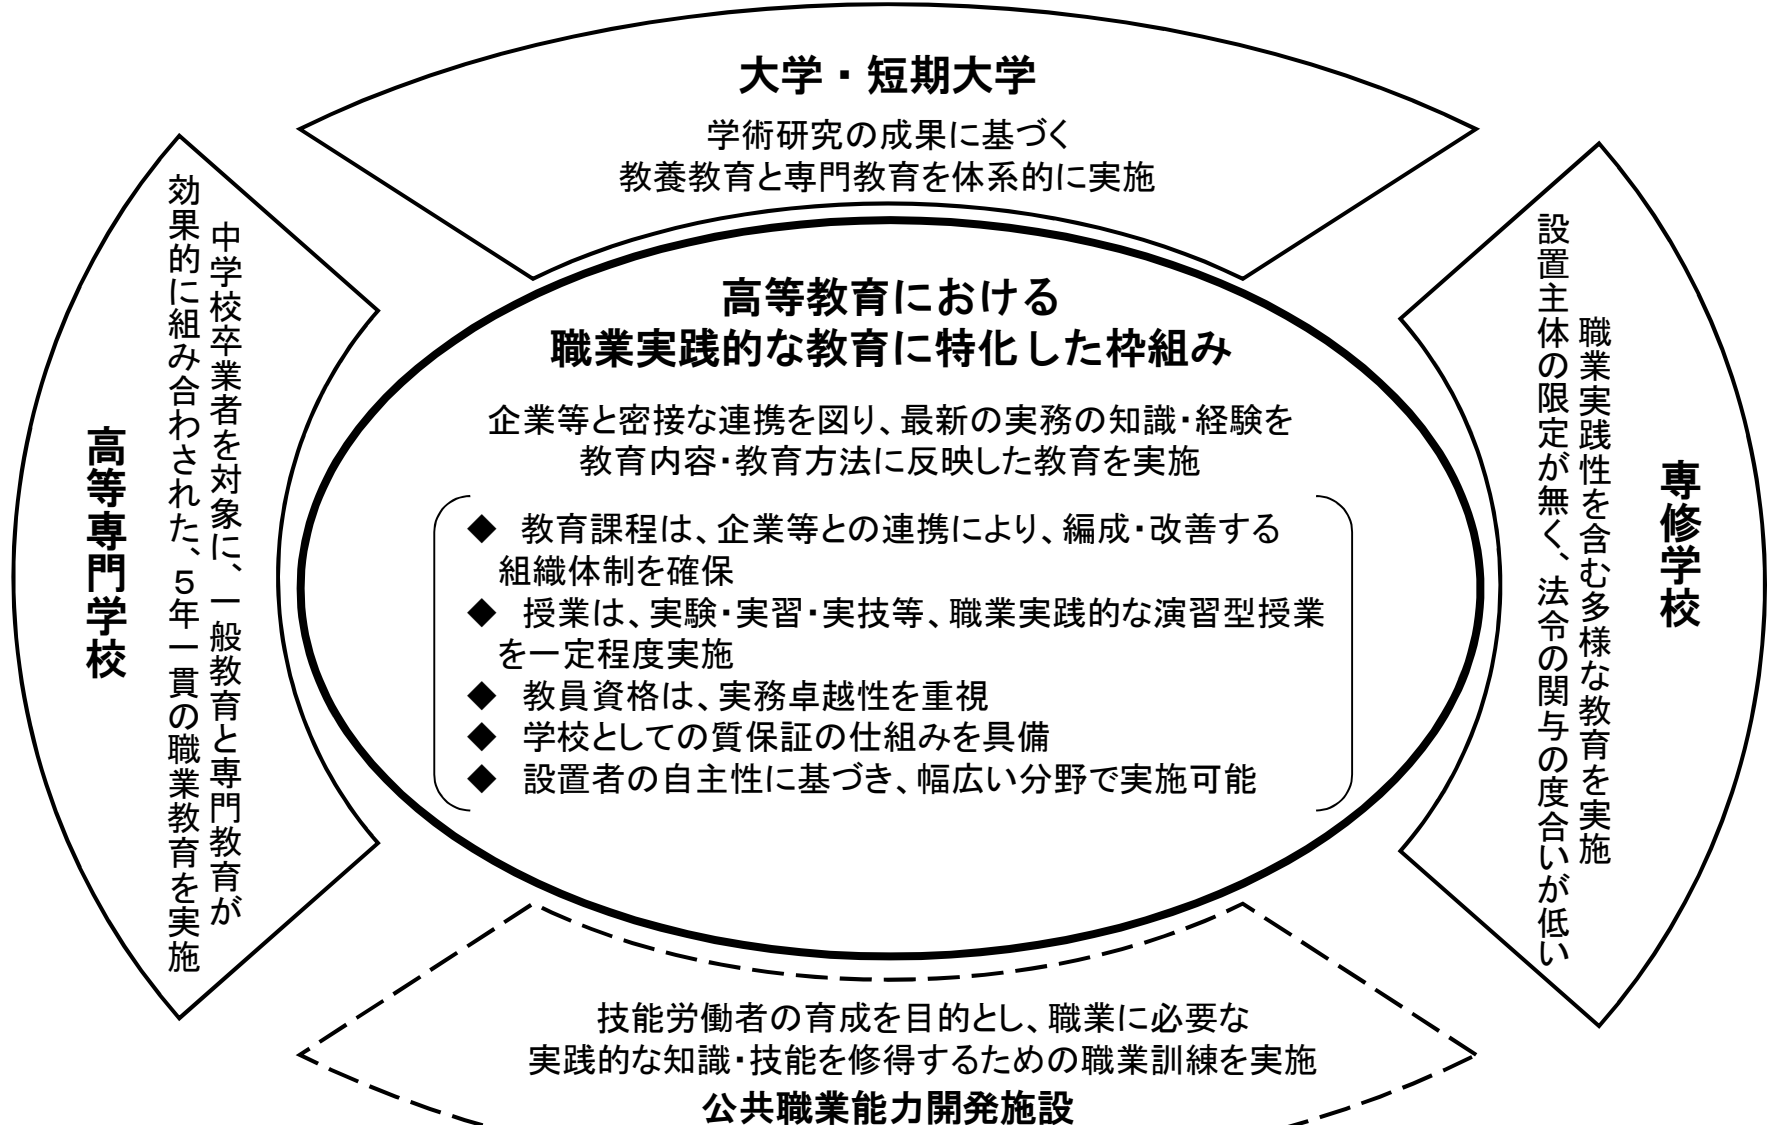 大学・短期大学
学術研究の成果に基づく
教養教育と専門教育を体系的に実施
高等専門学校
中学校卒業者を対象に、一般教育と専門教育が
効果的に組み合わされた、５年一貫の職業教育を実施
高等教育における
職業実践的な教育に特化した枠組み
企業等と密接な連携を図り、最新の実務の知識・経験を
教育内容・教育方法に反映した教育を実施
◆ 教育課程は、企業等との連携により、編成・改善する
組織体制を確保
◆ 授業は、実験・実習・実技等、職業実践的な演習型授業
を一定程度実施
◆ 教員資格は、実務卓越性を重視
◆ 学校としての質保証の仕組みを具備
◆ 設置者の自主性に基づき、幅広い分野で実施可能
専修学校
職業実践性を含む多様な教育を実施
設置主体の限定が無く、法令の関与の度合いが低い
技能労働者の育成を目的とし、職業に必要な
実践的な知識・技能を修得するための職業訓練を実施
公共職業能力開発施設